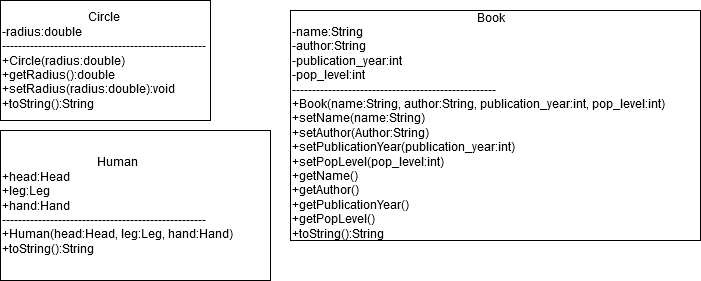 Circle
-radius:double
--------------------------------------------------
+Circle(radius:double)
+getRadius():double
+setRadius(radius:double):void
+toString():String
Human
+head:Head
+leg:Leg
+hand:Hand
--------------------------------------------------
+Human(head:Head, leg:Leg, hand:Hand)
+toString():String
Book
-name:String
-author:String
-publication_year:int
-pop_level:int
--------------------------------------------------
+Book(name:String, author:String, publication_year:int, pop_level:int)
+setName(name:String)
+setAuthor(Author:String)
+setPublicationYear(publication_year:int)
+setPopLevel(pop_level:int)
+getName()
+getAuthor()
+getPublicationYear()
+getPopLevel()
+toString():String